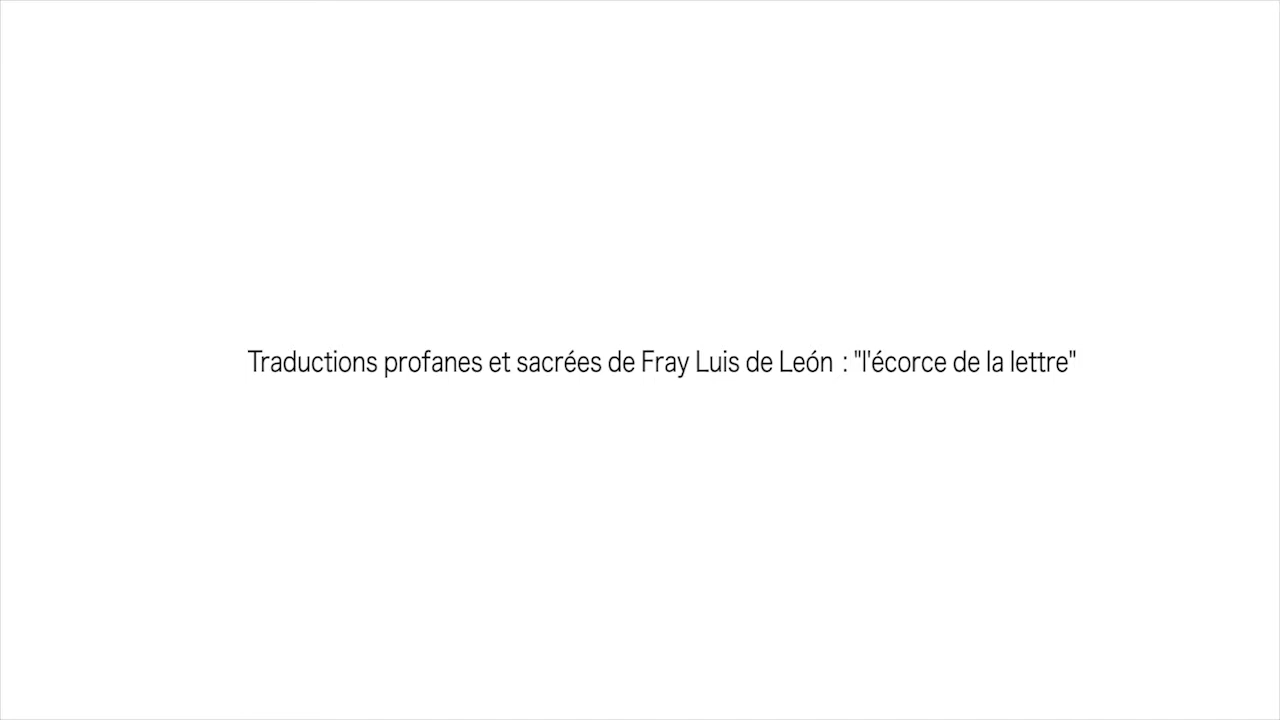 Traductions profanes et sacrées de Fray Luis de León : "l'écorce de la lettre"